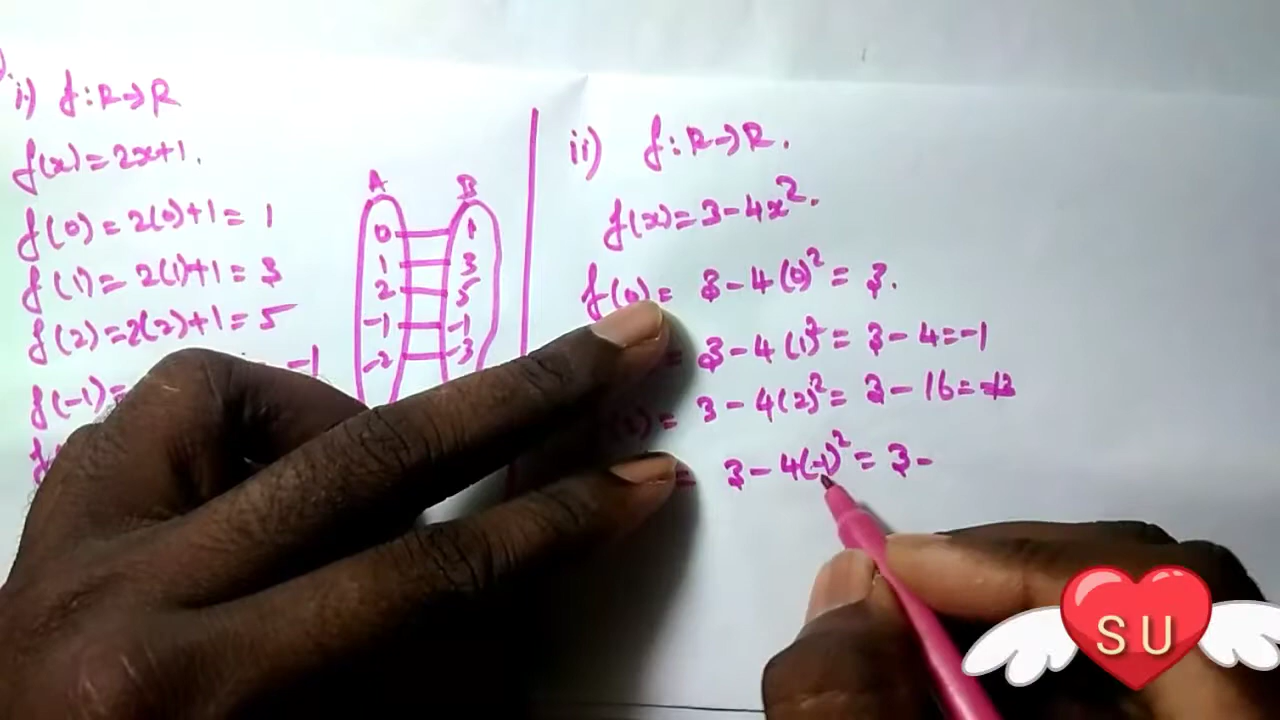 i.) f : R → R
f(x) = 2x+1.
f(0) = 2(0)+1 = 1
f(1) = 2(1)+1 = 3
f(2) = 2(2)+1 = 5
f(-1) = -1
A B
0 1
1 3
2 5
-1 -1
-2 -3
ii) f : R → R.
f(x) = 3 - 4x².
f(0) = 3 - 4(0)² = 3.
= 3 - 4(1)² = 3 - 4 = -1
= 3 - 4(2)² = 3 - 16 = -13
= 3 - 4(-1)² = 3 -
SU